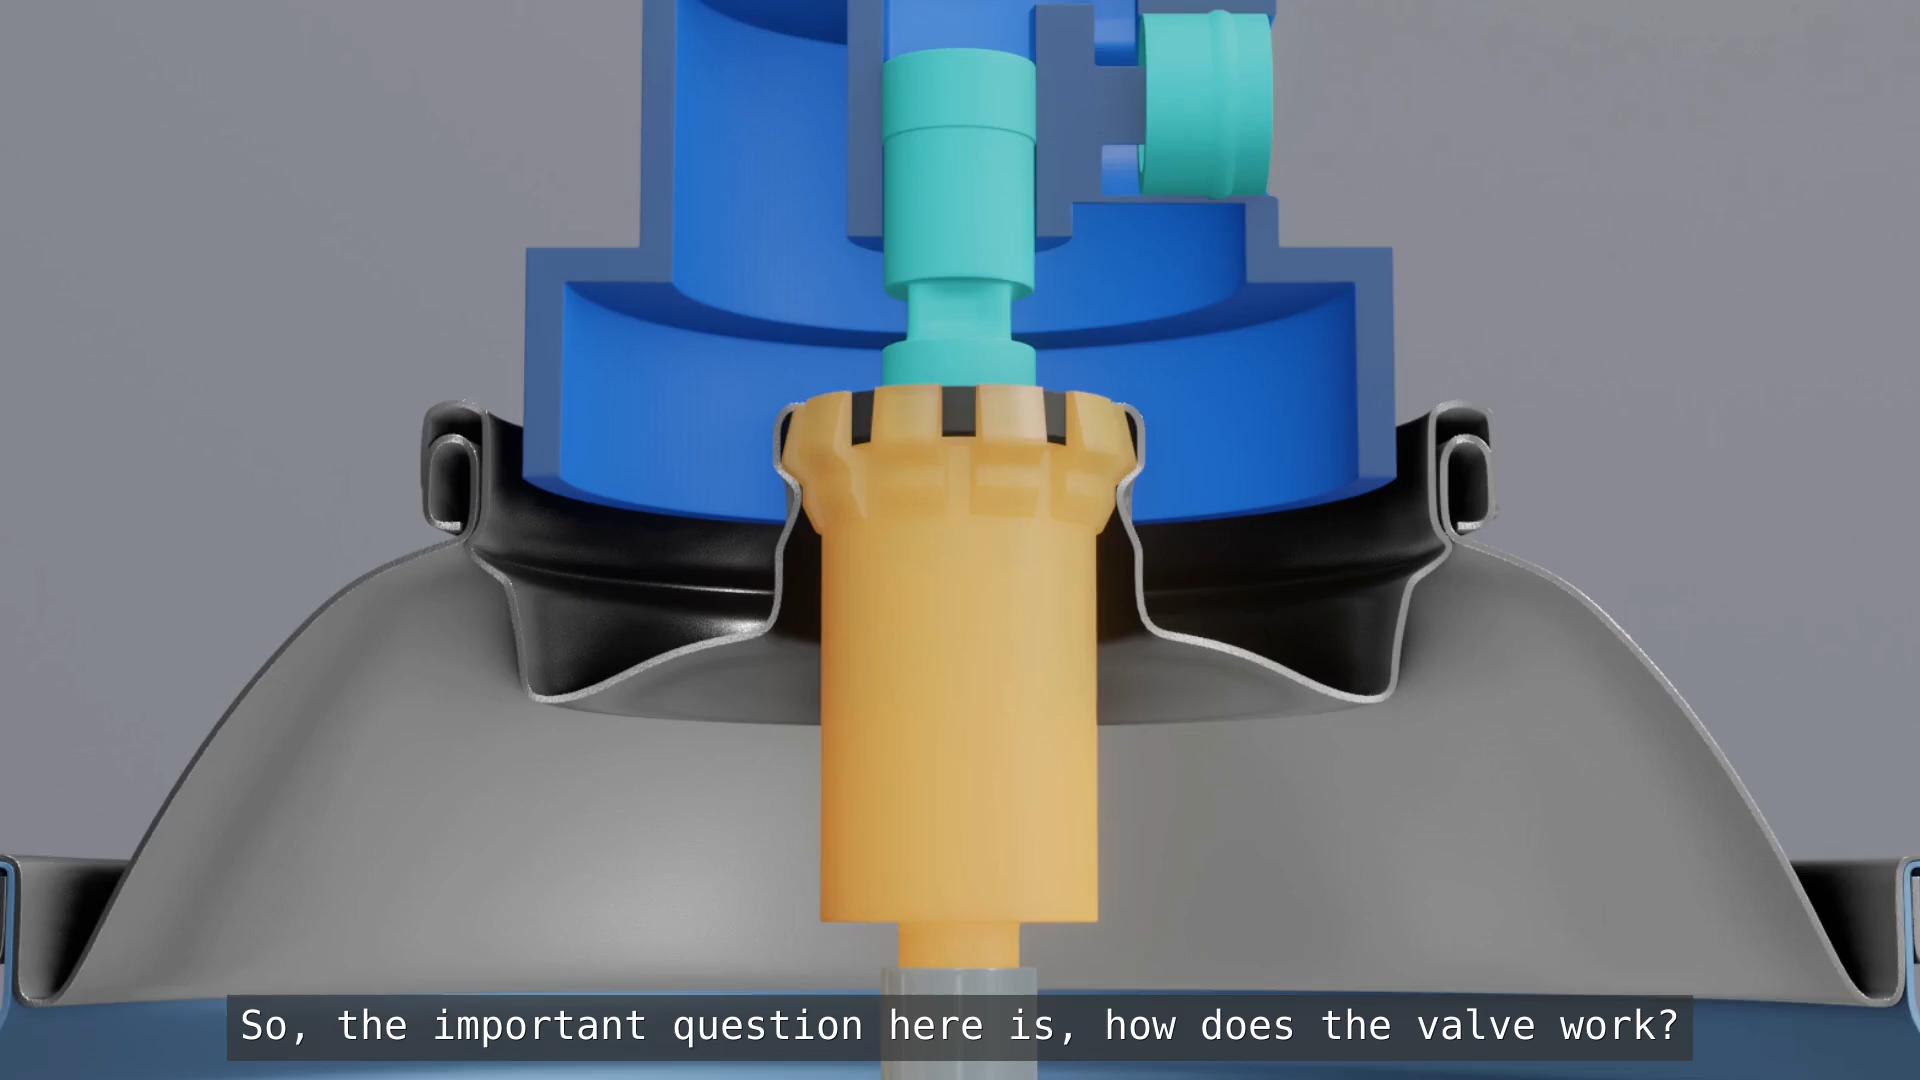 So, the important question here is, how does the valve work?